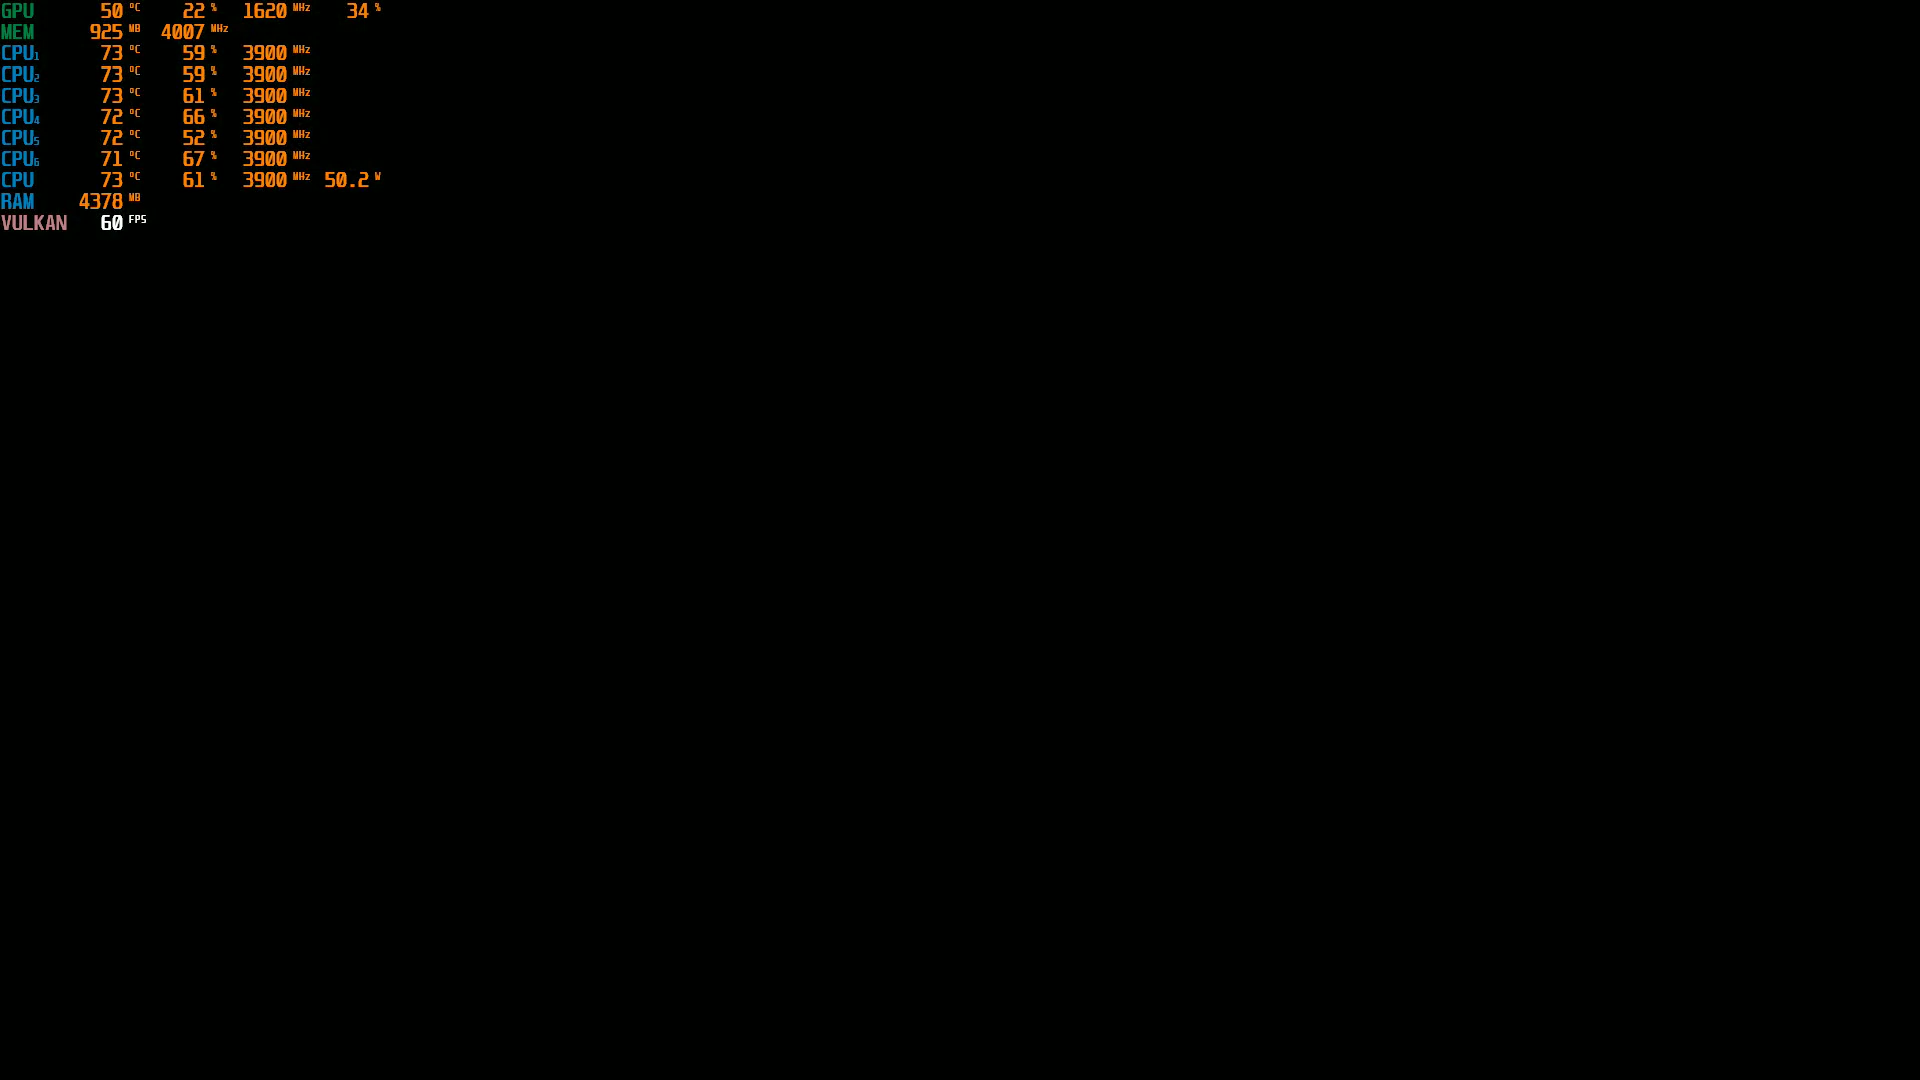 GPU 50 °C 22 % 1620 MHz 34 %
MEM 925 MB 4007 MHz
CPU1 73 °C 59 % 3900 MHz
CPU2 73 °C 59 % 3900 MHz
CPU3 73 °C 61 % 3900 MHz
CPU4 72 °C 66 % 3900 MHz
CPU5 72 °C 52 % 3900 MHz
CPU6 71 °C 67 % 3900 MHz
CPU 73 °C 61 % 3900 MHz 50.2 W
RAM 4378 MB
VULKAN 60 FPS